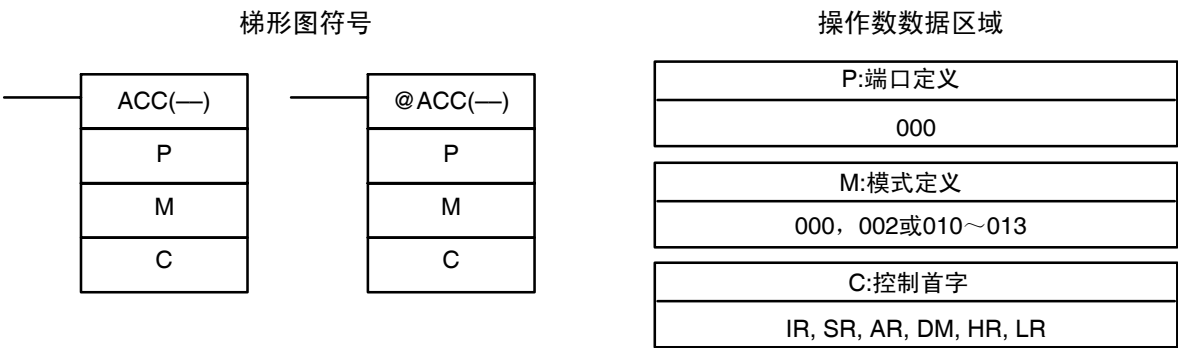 梯形图符号
ACC(—)
P
M
C
@ACC(—)
P
M
C
操作数数据区域
P:端口定义
000
M:模式定义
000，002或010～013
C:控制首字
IR, SR, AR, DM, HR, LR